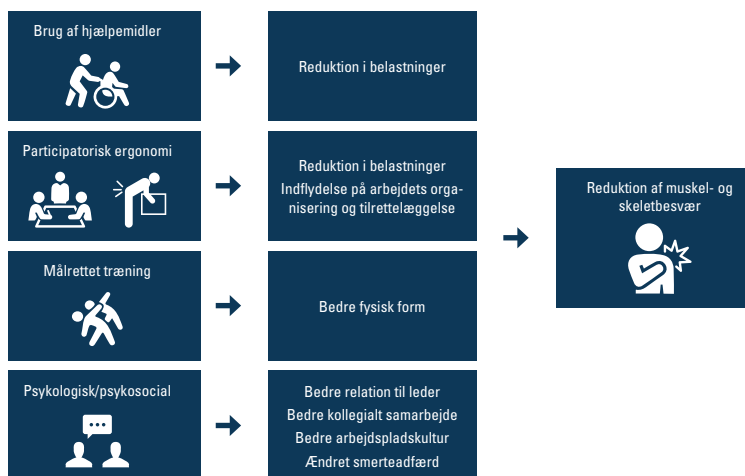 Brug af hjælpemidler
Reduktion i belastninger
Participatorisk ergonomi
Reduktion i belastninger
Indflydelse på arbejdets orga-
nisering og tilrettelæggelse
Reduktion af muskel- og
skeletbesvær
Målrettet træning
Bedre fysisk form
Psykologisk/psykosocial
Bedre relation til leder
Bedre kollegialt samarbejde
Bedre arbejdspladskultur
Ændret smerteadfærd